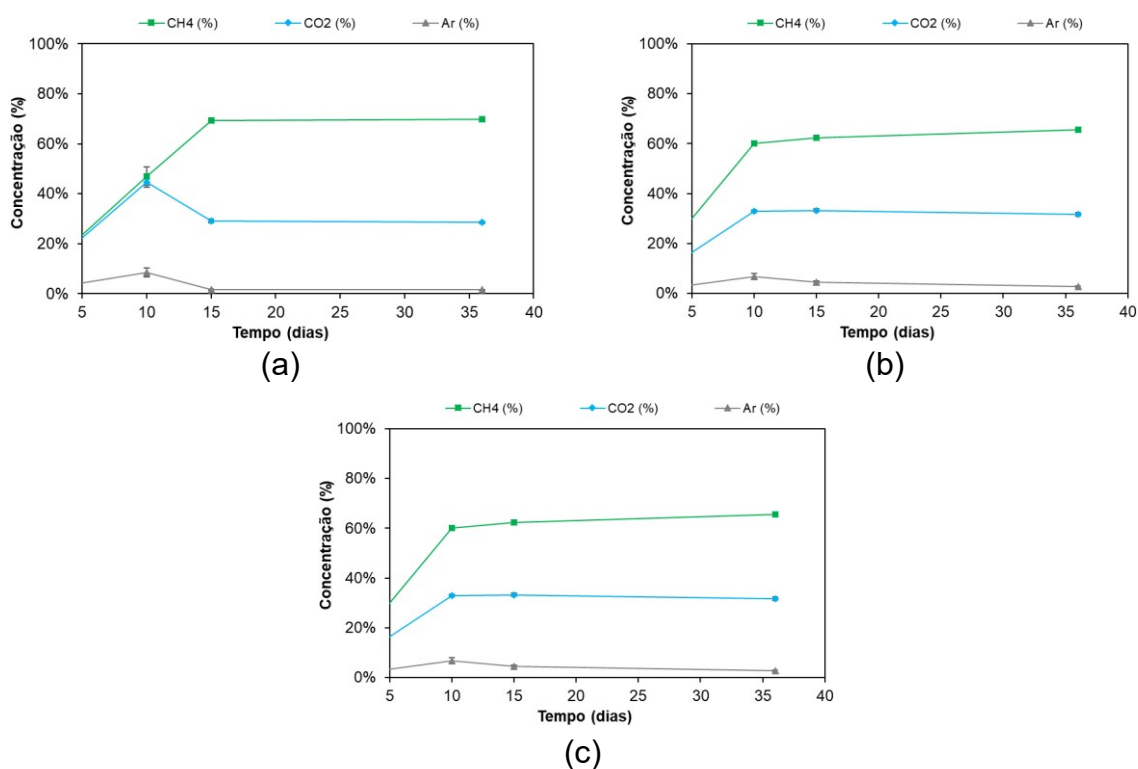 CH4 (%) CO2 (%) Ar (%)
100%
80%
60%
40%
20%
0%
Concentração (%)
5 10 15 20 25 30 35 40
Tempo (dias)
(a)
CH4 (%) CO2 (%) Ar (%)
100%
80%
60%
40%
20%
0%
Concentração (%)
5 10 15 20 25 30 35 40
Tempo (dias)
(b)
CH4 (%) CO2 (%) Ar (%)
100%
80%
60%
40%
20%
0%
Concentração (%)
5 10 15 20 25 30 35 40
Tempo (dias)
(c)